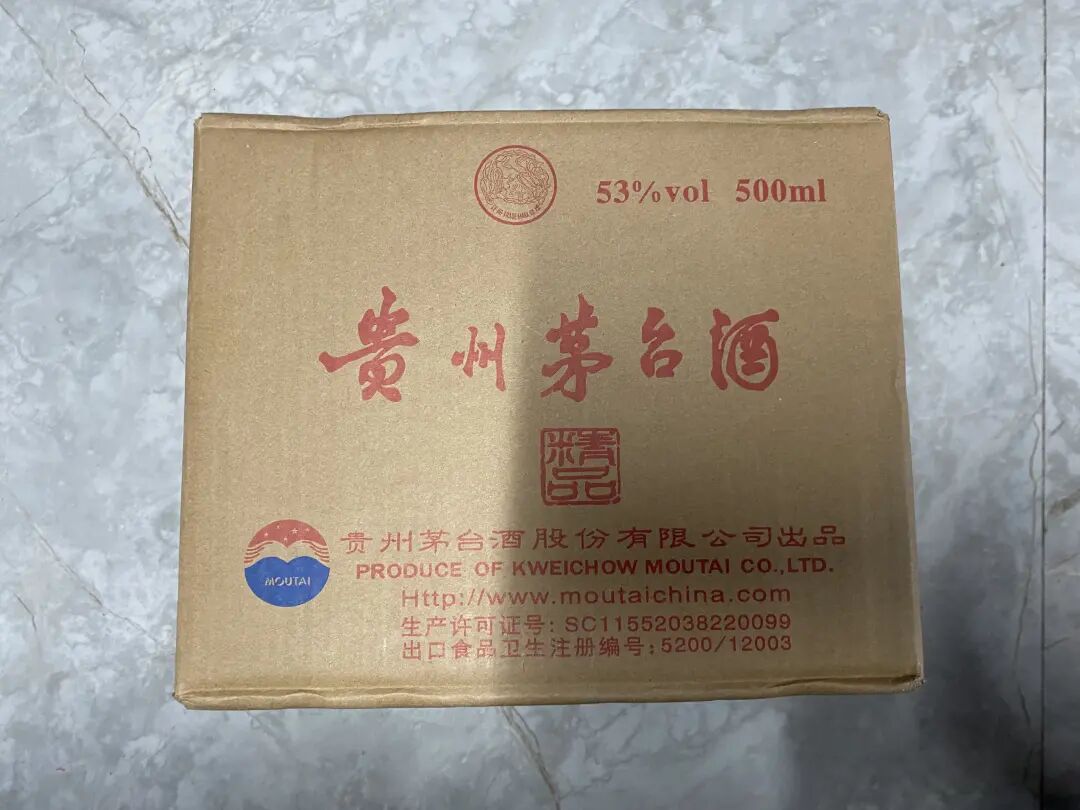 53%vol 500ml
贵州茅台酒
精品
MOUTAI
贵州茅台酒股份有限公司出品
PRODUCE OF KWEICHOW MOUTAI CO.,LTD.
Http://www.moutaichina.com
生产许可证号: SC11552038220099
出口食品卫生注册编号: 5200/12003